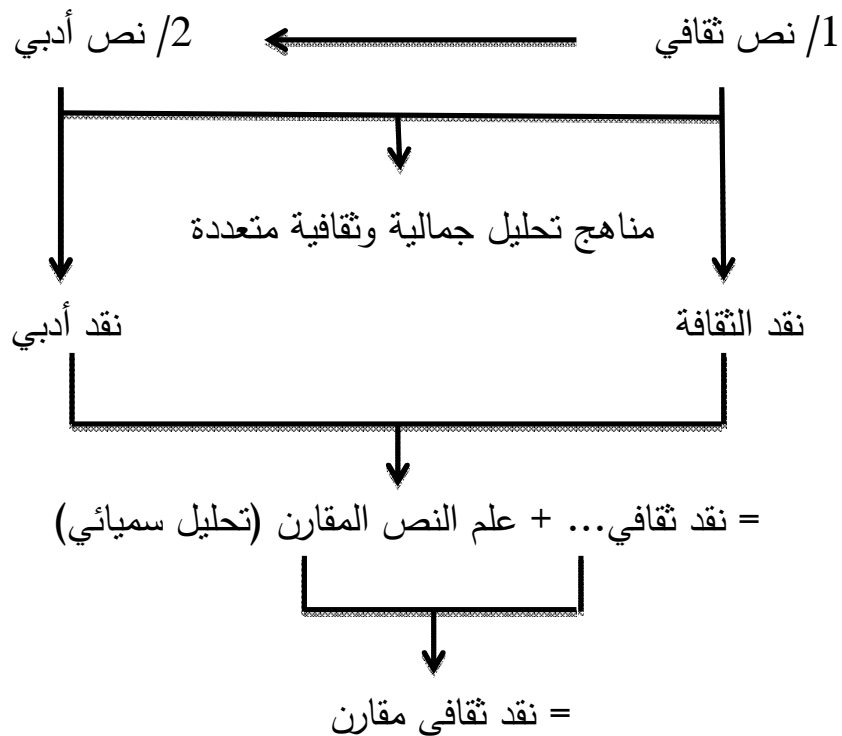 1/ نص ثقافي
2/ نص أدبي
مناهج تحليل جمالية وثقافية متعددة
نقد الثقافة
نقد أدبي
= نقد ثقافي... + علم النص المقارن (تحليل سميائي)
= نقد ثقافي مقارن